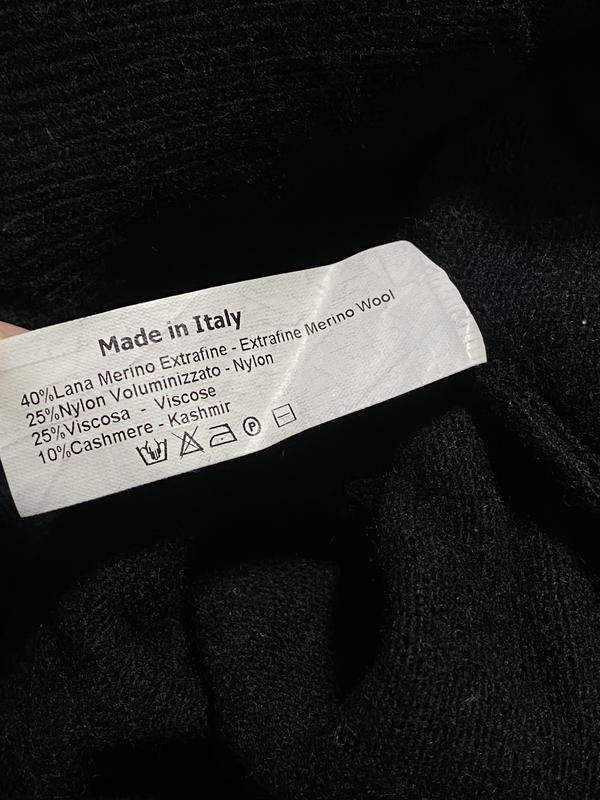 Made in Italy
40%Lana Merino Extrafine - Extrafine Merino Wool
25%Nylon Voluminizzato - Nylon
25%Viscosa - Viscose
10%Cashmere - Kashmir
P